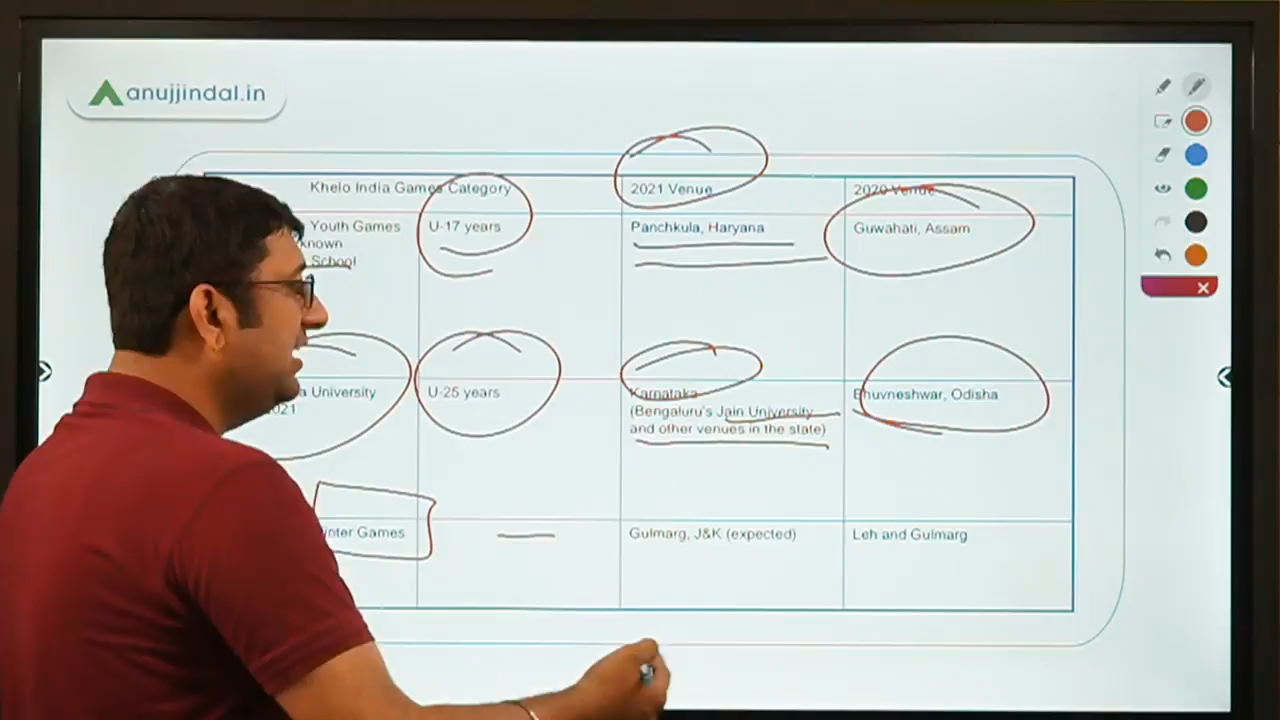 anujjindal.in
Khelo India Games Category
2021 Venue
2020 Venue
Youth Games
known
School
U-17 years
Panchkula, Haryana
Guwahati, Assam
University
2021
U-25 years
Karnataka
(Bengaluru's Jain University
and other venues in the state)
Bhuvneshwar, Odisha
inter Games
Gulmarg, J&K (expected)
Leh and Gulmarg